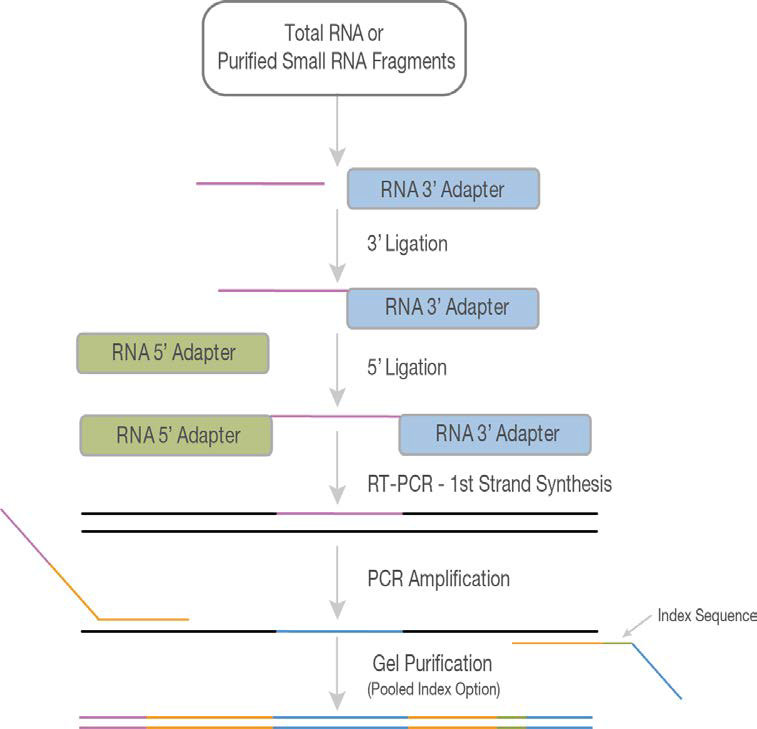 Total RNA or
Purified Small RNA Fragments
RNA 3’ Adapter
3’ Ligation
RNA 3’ Adapter
RNA 5’ Adapter
5’ Ligation
RNA 5’ Adapter
RNA 3’ Adapter
RT-PCR - 1st Strand Synthesis
PCR Amplification
Index Sequence
Gel Purification
(Pooled Index Option)